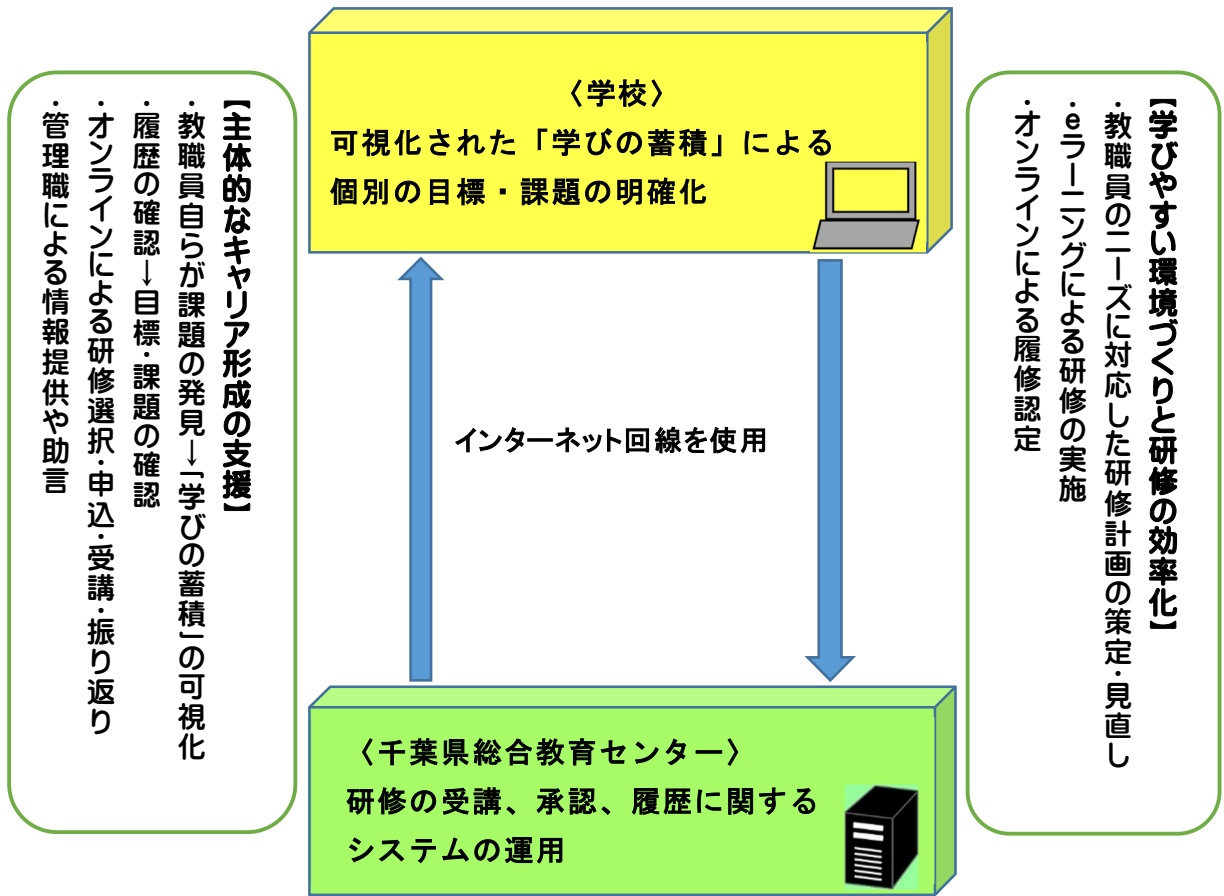 〈学校〉
可視化された「学びの蓄積」による
個別の目標・課題の明確化
【学びやすい環境づくりと研修の効率化】
・教職員のニーズに対応した研修計画の策定・見直し
・eラーニングによる研修の実施
・オンラインによる履修認定
【主体的なキャリア形成の支援】
・教職員自らが課題の発見→「学びの蓄積」の可視化
・履歴の確認→目標・課題の確認
・オンラインによる研修選択・申込・受講・振り返り
・管理職による情報提供や助言
インターネット回線を使用
〈千葉県総合教育センター〉
研修の受講、承認、履歴に関する
システムの運用